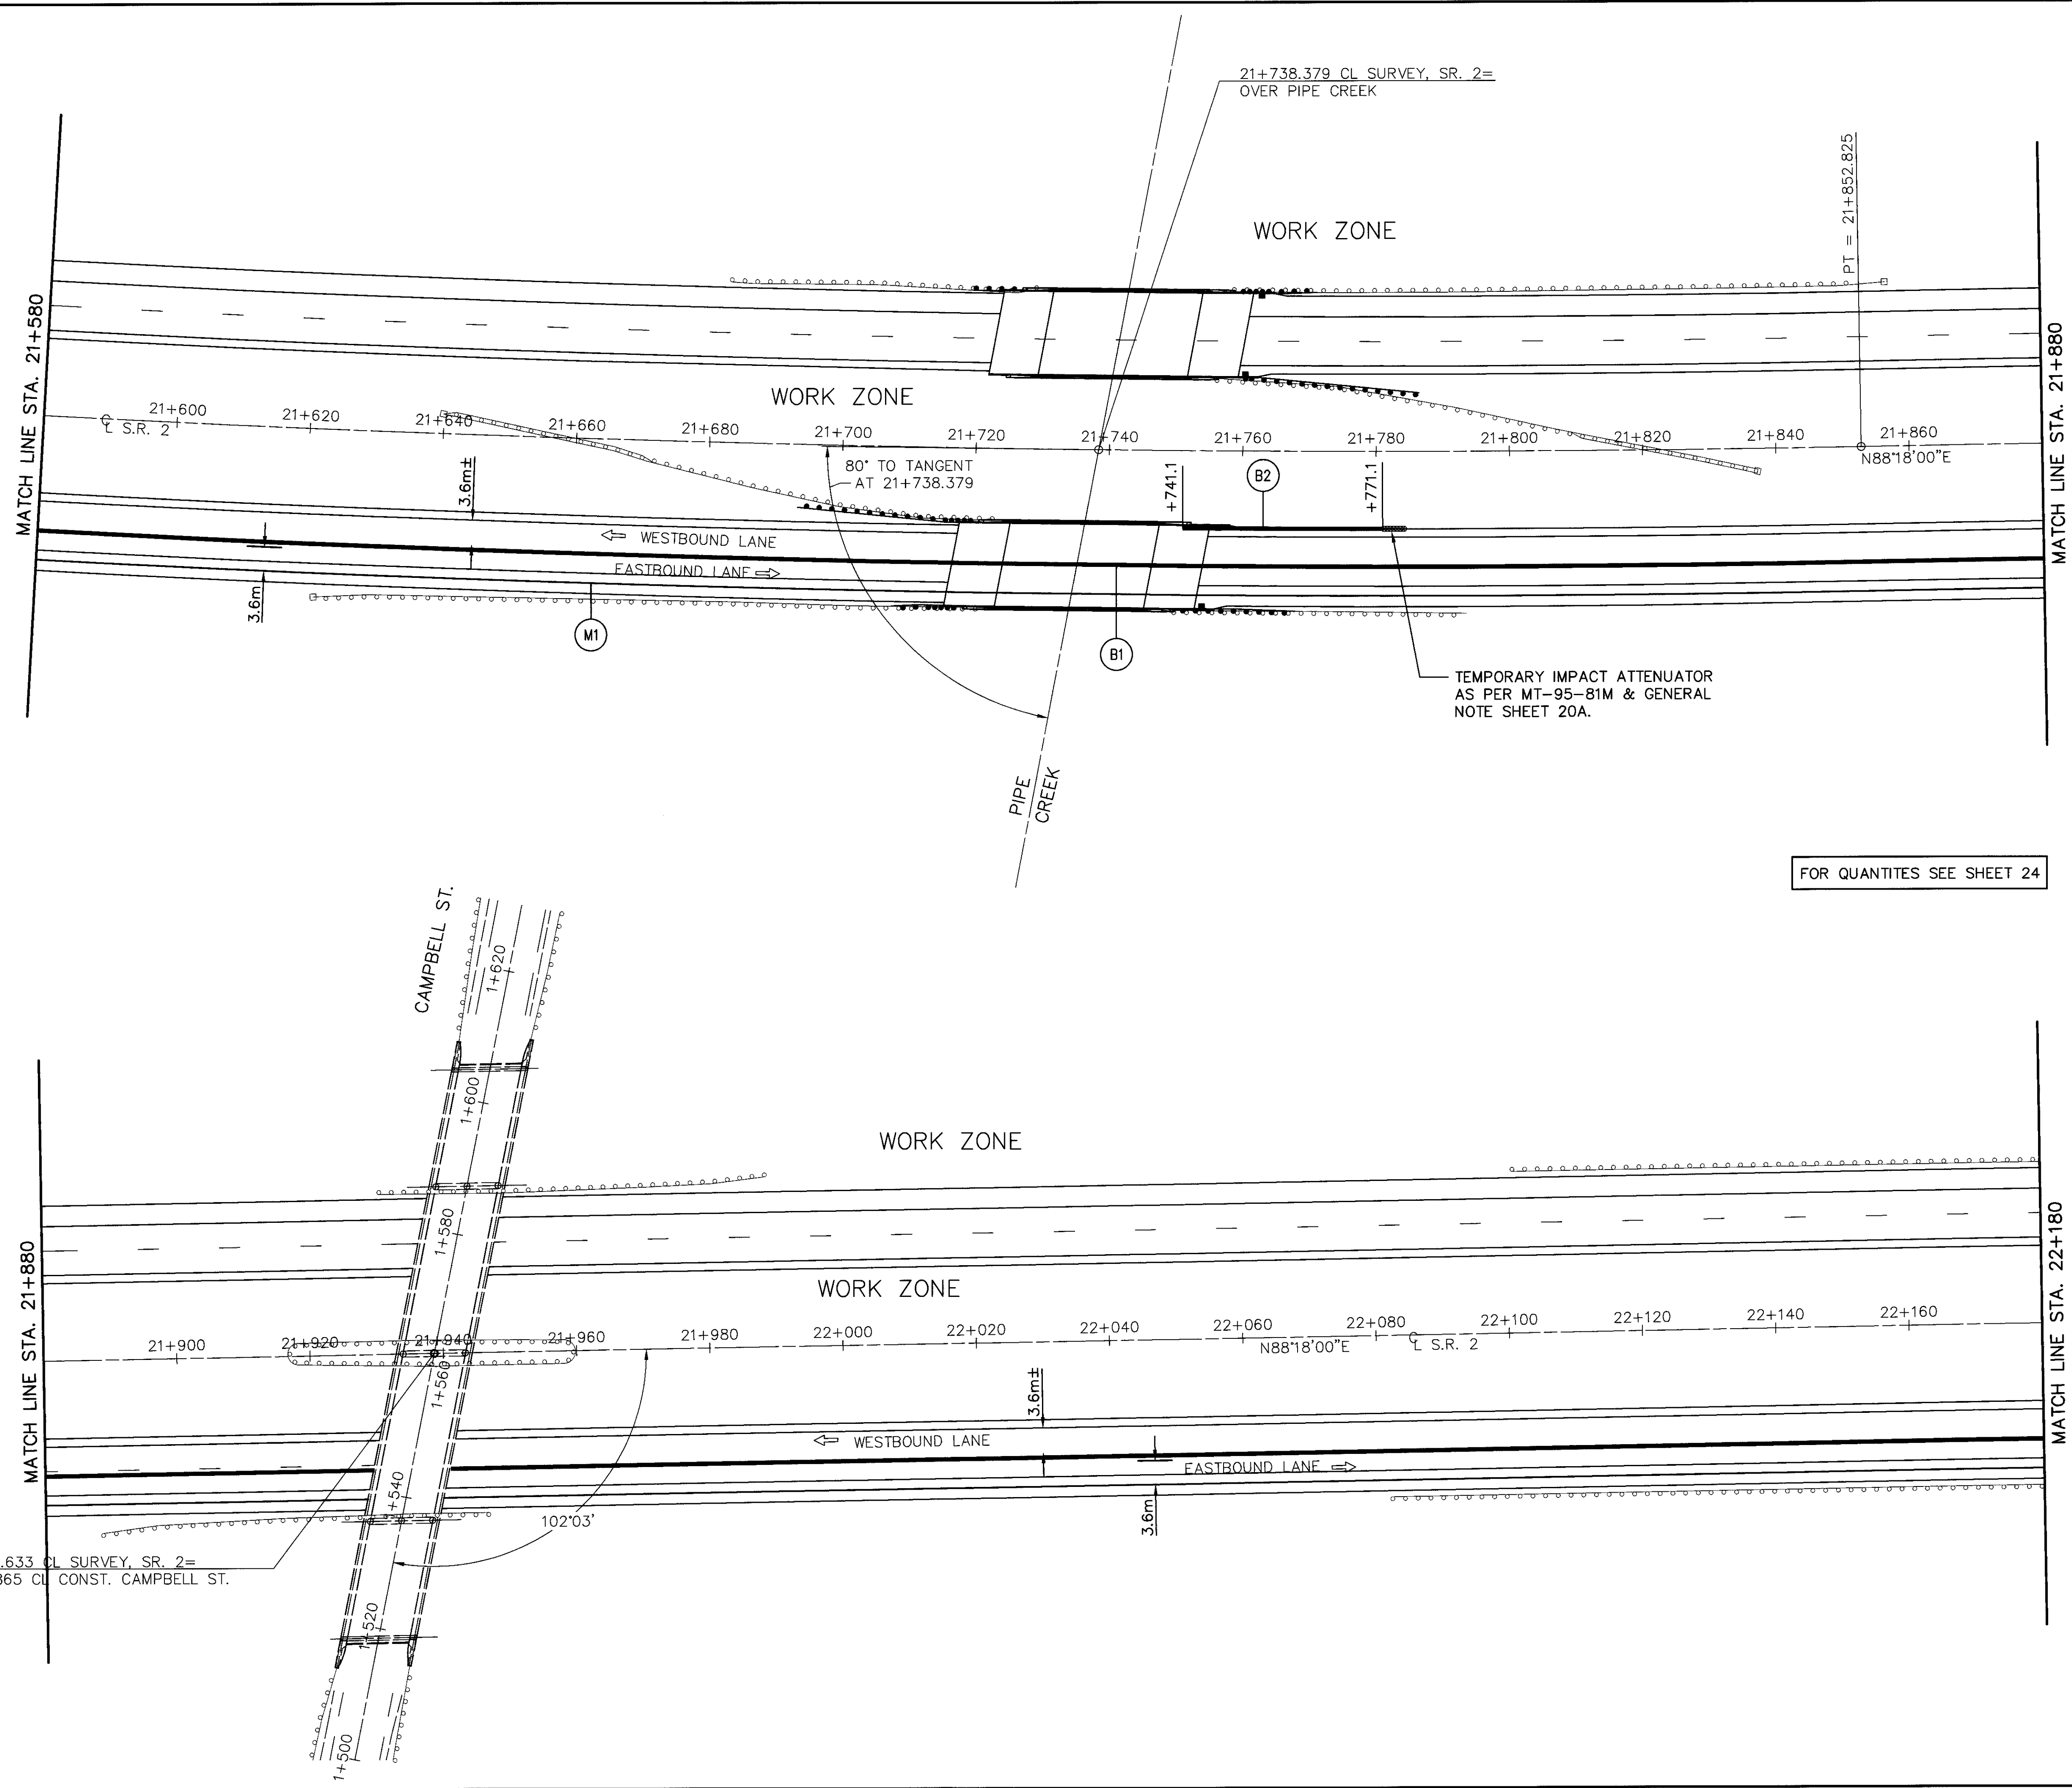 21+738.379 CL SURVEY, SR. 2=
OVER PIPE CREEK
PT = 21+852.825
WORK ZONE
MATCH LINE STA. 21+580
MATCH LINE STA. 21+880
WORK ZONE
21+600
21+620
21+640
21+660
21+680
21+700
21+720
21+740
21+760
21+780
21+800
21+820
21+840
21+860
℄ S.R. 2
N88°18'00"E
80° TO TANGENT
AT 21+738.379
3.6m±
+741.1
B2
+771.1
⇦ WESTBOUND LANE
EASTBOUND LANE ⇨
3.6m
M1
B1
TEMPORARY IMPACT ATTENUATOR
AS PER MT-95-81M & GENERAL
NOTE SHEET 20A.
PIPE
CREEK
FOR QUANTITES SEE SHEET 24
CAMPBELL ST.
1+620
1+600
1+580
1+560
1+540
1+520
1+500
WORK ZONE
MATCH LINE STA. 21+880
MATCH LINE STA. 22+180
WORK ZONE
21+900
21+920
21+940
21+960
21+980
22+000
22+020
22+040
22+060
22+080
22+100
22+120
22+140
22+160
N88°18'00"E
℄ S.R. 2
3.6m±
⇦ WESTBOUND LANE
EASTBOUND LANE ⇨
3.6m
102°03'
.633 CL SURVEY, SR. 2=
365 CL CONST. CAMPBELL ST.